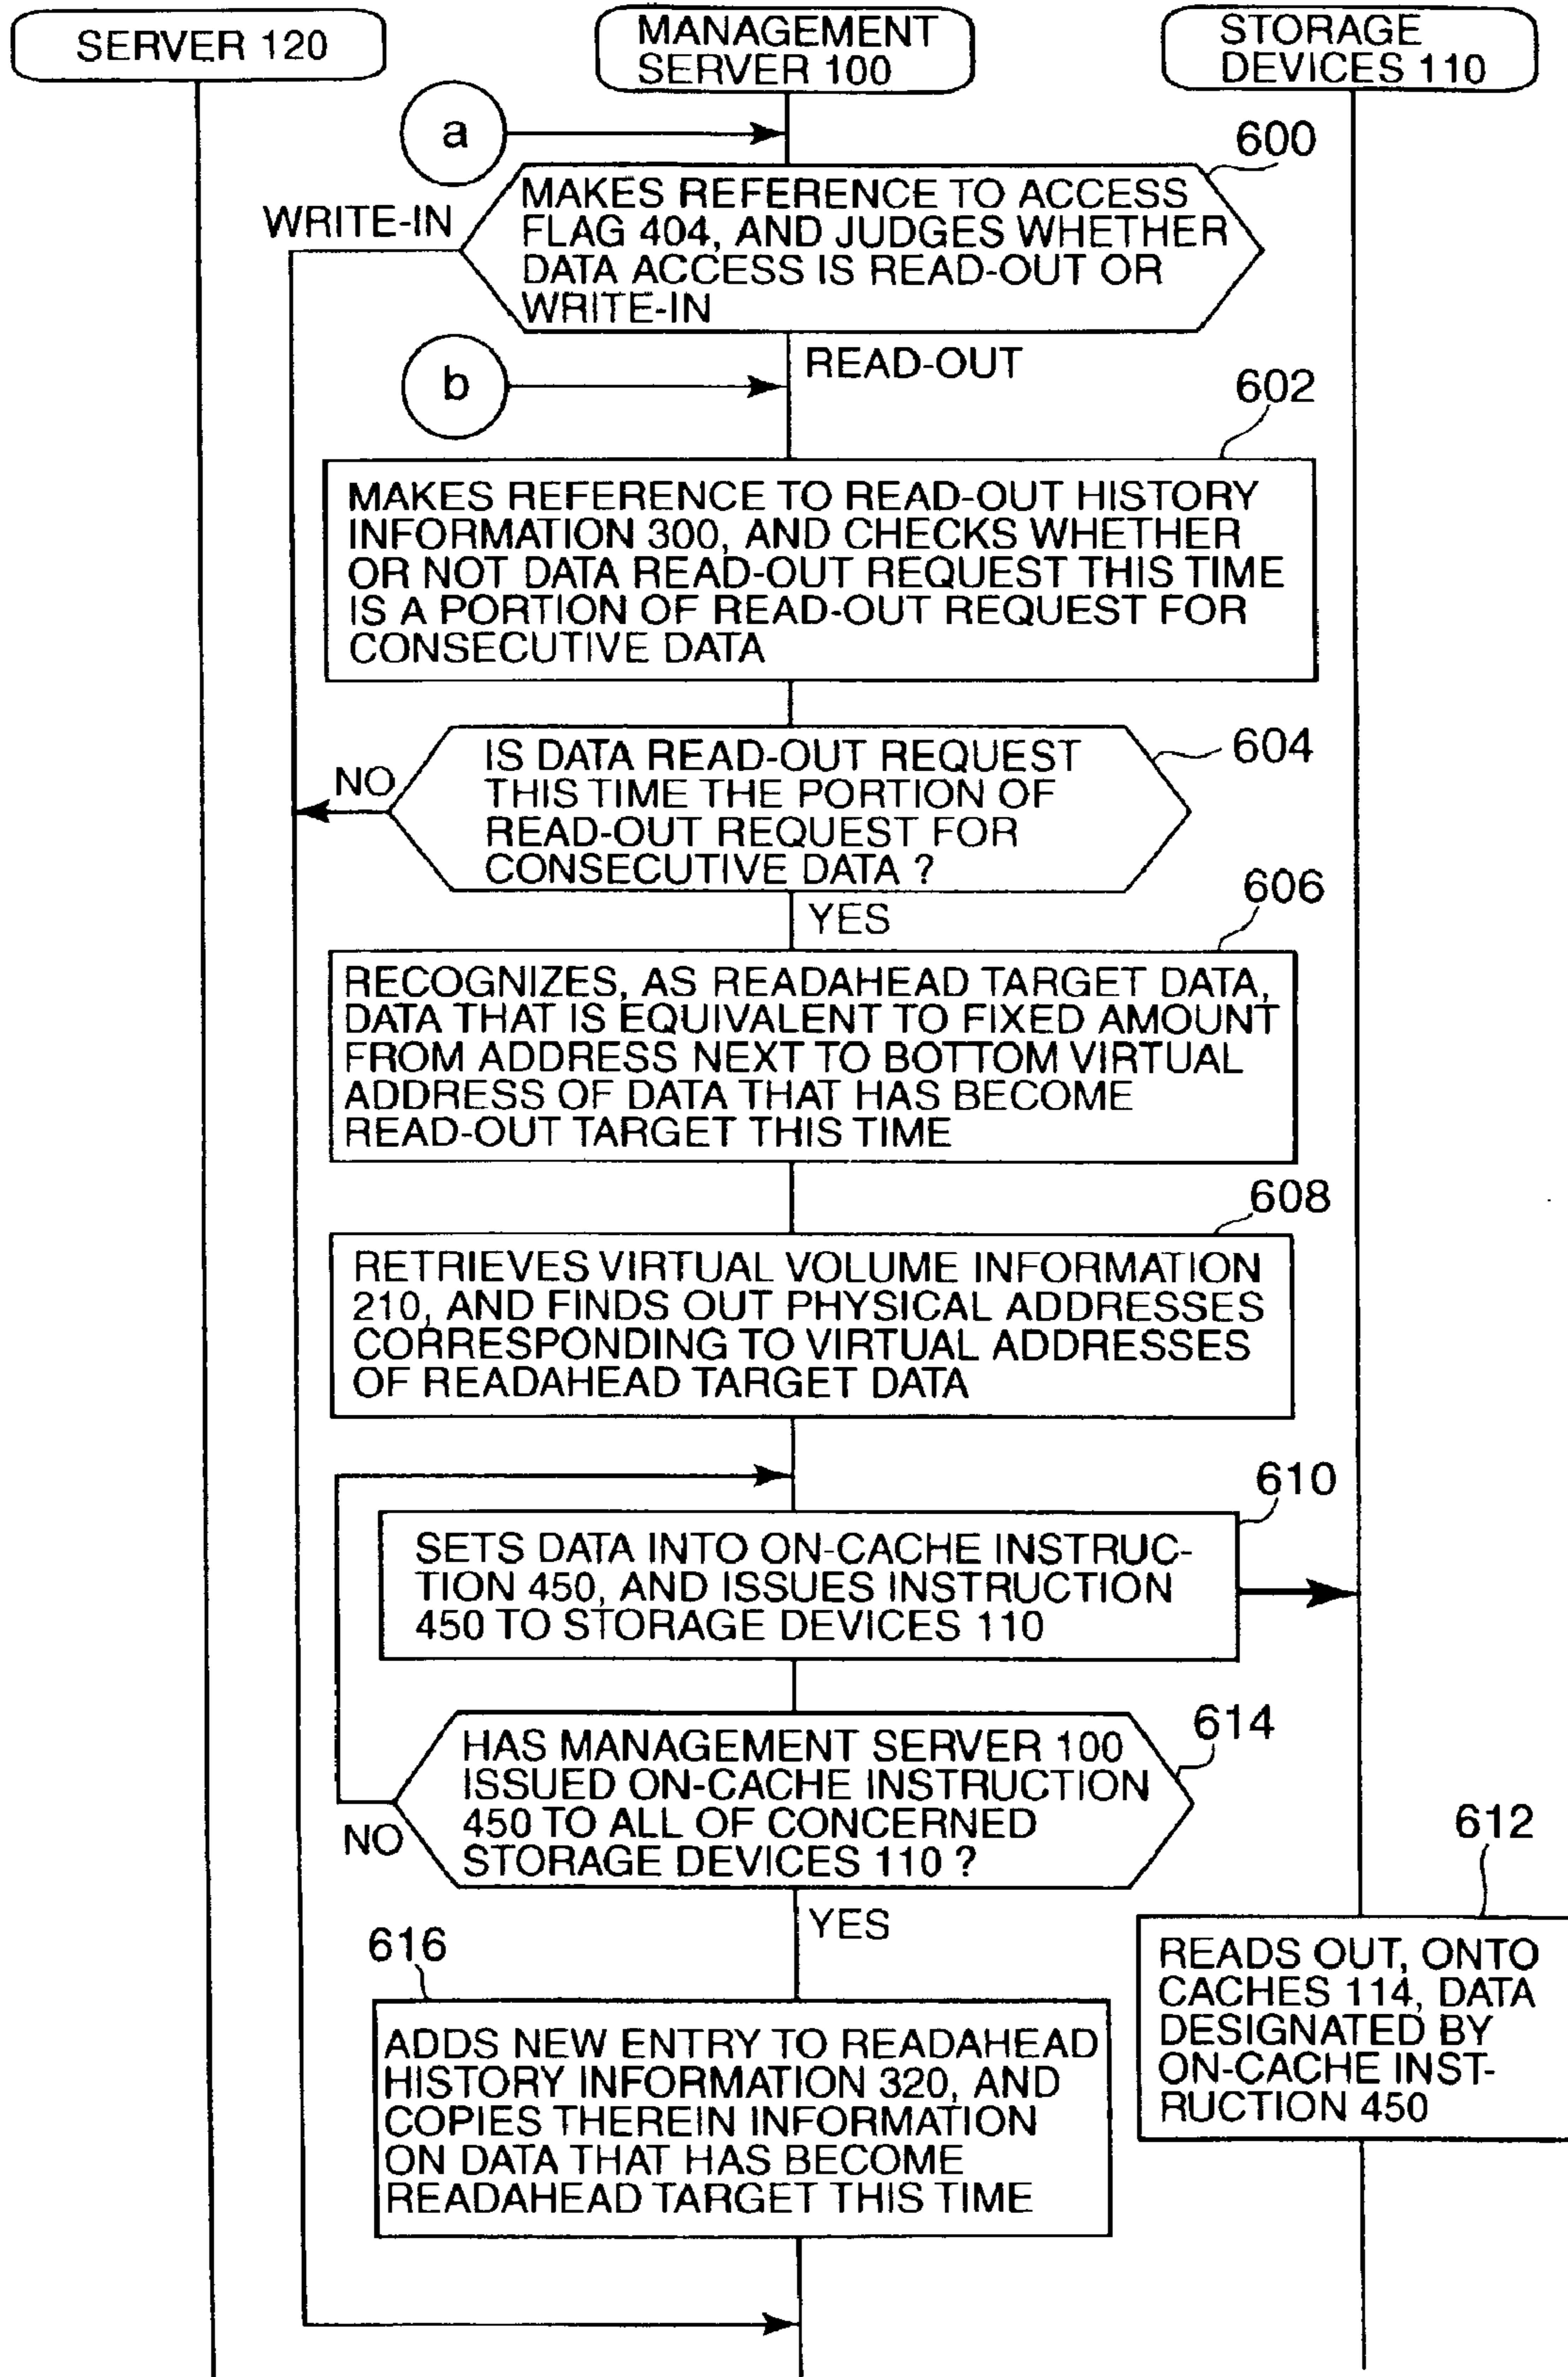 SERVER 120
MANAGEMENT
SERVER 100
STORAGE
DEVICES 110
a
600
WRITE-IN
MAKES REFERENCE TO ACCESS
FLAG 404, AND JUDGES WHETHER
DATA ACCESS IS READ-OUT OR
WRITE-IN
READ-OUT
b
602
MAKES REFERENCE TO READ-OUT HISTORY
INFORMATION 300, AND CHECKS WHETHER
OR NOT DATA READ-OUT REQUEST THIS TIME
IS A PORTION OF READ-OUT REQUEST FOR
CONSECUTIVE DATA
604
NO
IS DATA READ-OUT REQUEST
THIS TIME THE PORTION OF
READ-OUT REQUEST FOR
CONSECUTIVE DATA ?
YES
606
RECOGNIZES, AS READAHEAD TARGET DATA,
DATA THAT IS EQUIVALENT TO FIXED AMOUNT
FROM ADDRESS NEXT TO BOTTOM VIRTUAL
ADDRESS OF DATA THAT HAS BECOME
READ-OUT TARGET THIS TIME
608
RETRIEVES VIRTUAL VOLUME INFORMATION
210, AND FINDS OUT PHYSICAL ADDRESSES
CORRESPONDING TO VIRTUAL ADDRESSES
OF READAHEAD TARGET DATA
610
SETS DATA INTO ON-CACHE INSTRUC-
TION 450, AND ISSUES INSTRUCTION
450 TO STORAGE DEVICES 110
614
HAS MANAGEMENT SERVER 100
ISSUED ON-CACHE INSTRUCTION
450 TO ALL OF CONCERNED
STORAGE DEVICES 110 ?
NO
YES
612
READS OUT, ONTO
CACHES 114, DATA
DESIGNATED BY
ON-CACHE INST-
RUCTION 450
616
ADDS NEW ENTRY TO READAHEAD
HISTORY INFORMATION 320, AND
COPIES THEREIN INFORMATION
ON DATA THAT HAS BECOME
READAHEAD TARGET THIS TIME